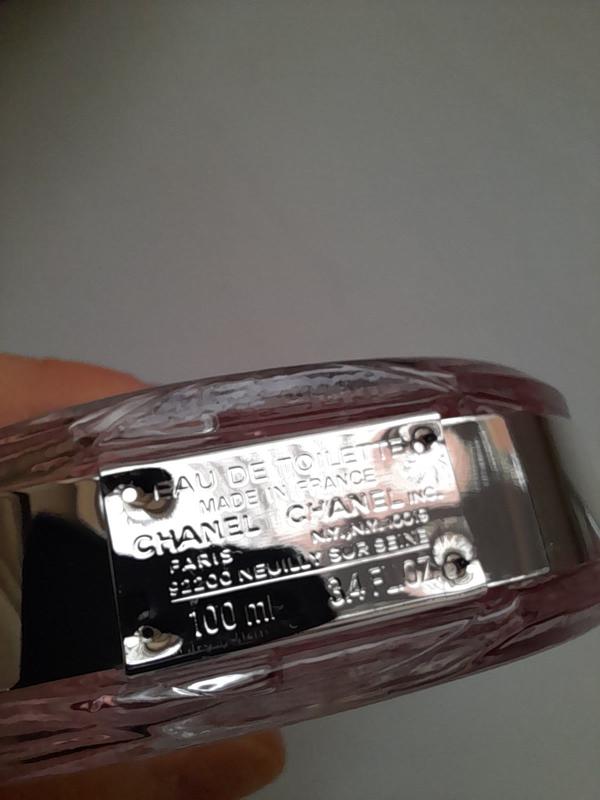 EAU DE TOILETTE
MADE IN FRANCE
CHANEL CHANEL INC.
PARIS N.Y., N.Y. 10019
92200 NEUILLY SUR SEINE
100 ml 3.4 FL.OZ.